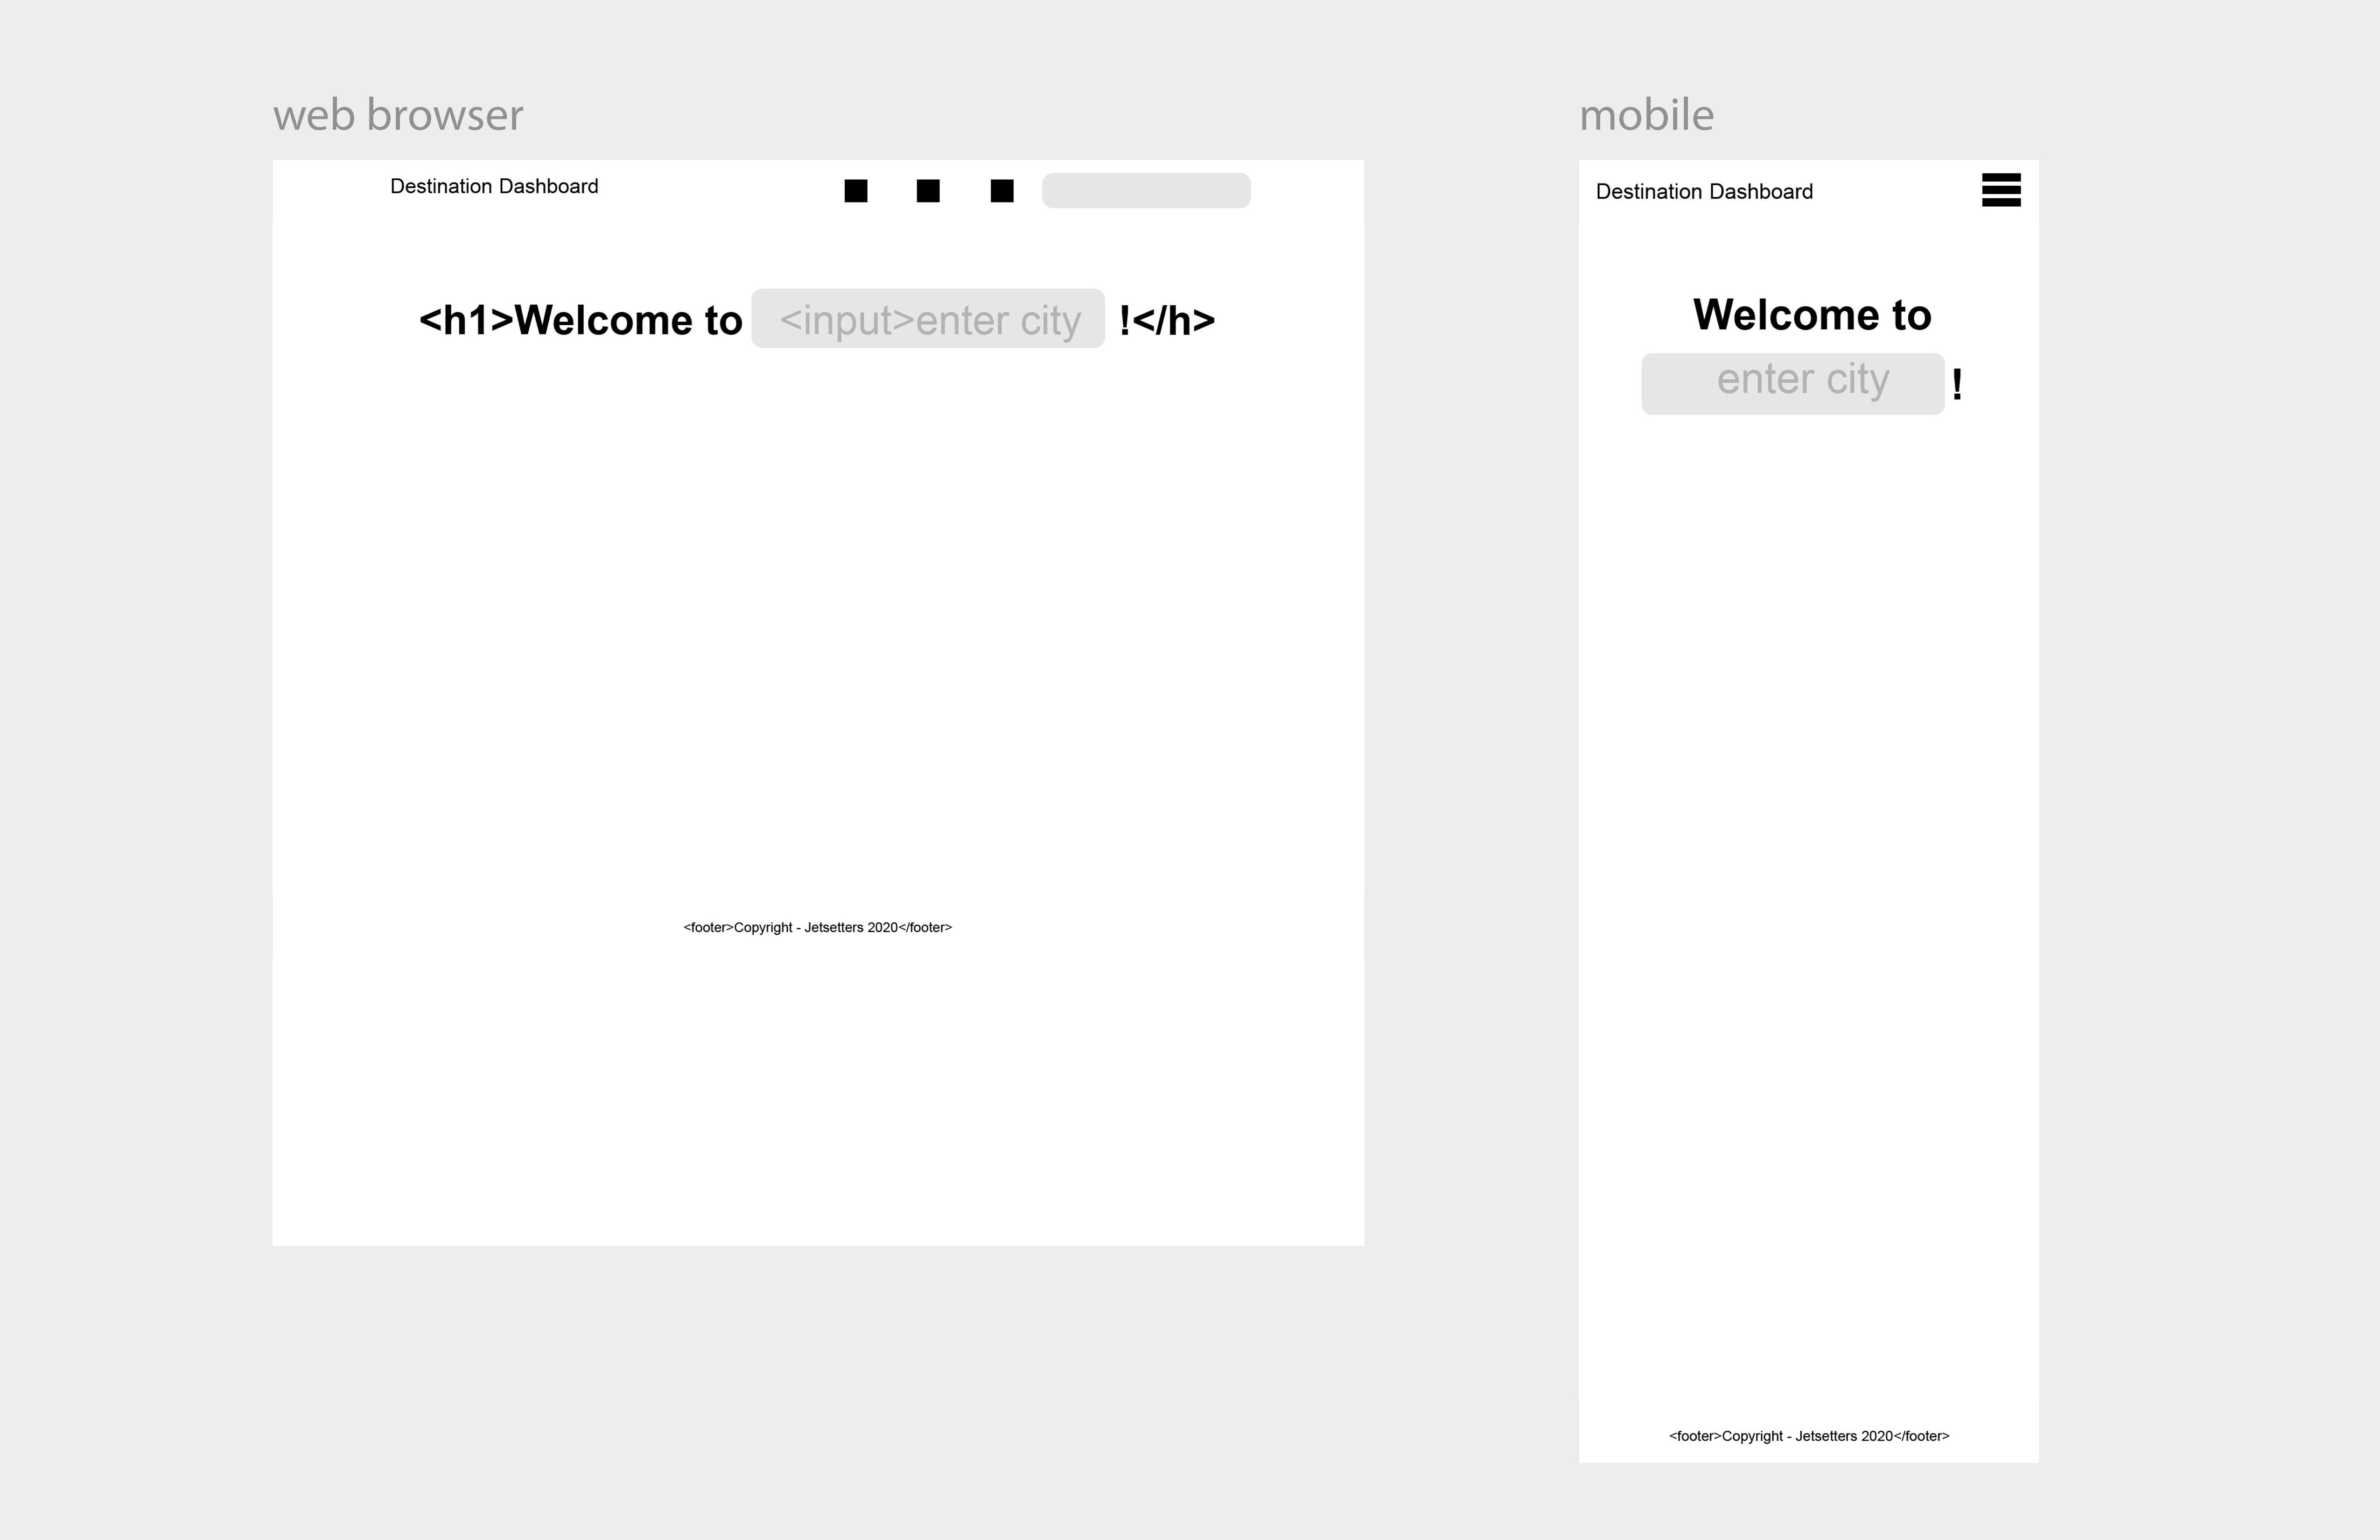 web browser
Destination Dashboard
<h1>Welcome to <input>enter city !</h>
<footer>Copyright - Jetsetters 2020</footer>
mobile
Destination Dashboard
Welcome to
enter city !
<footer>Copyright - Jetsetters 2020</footer>